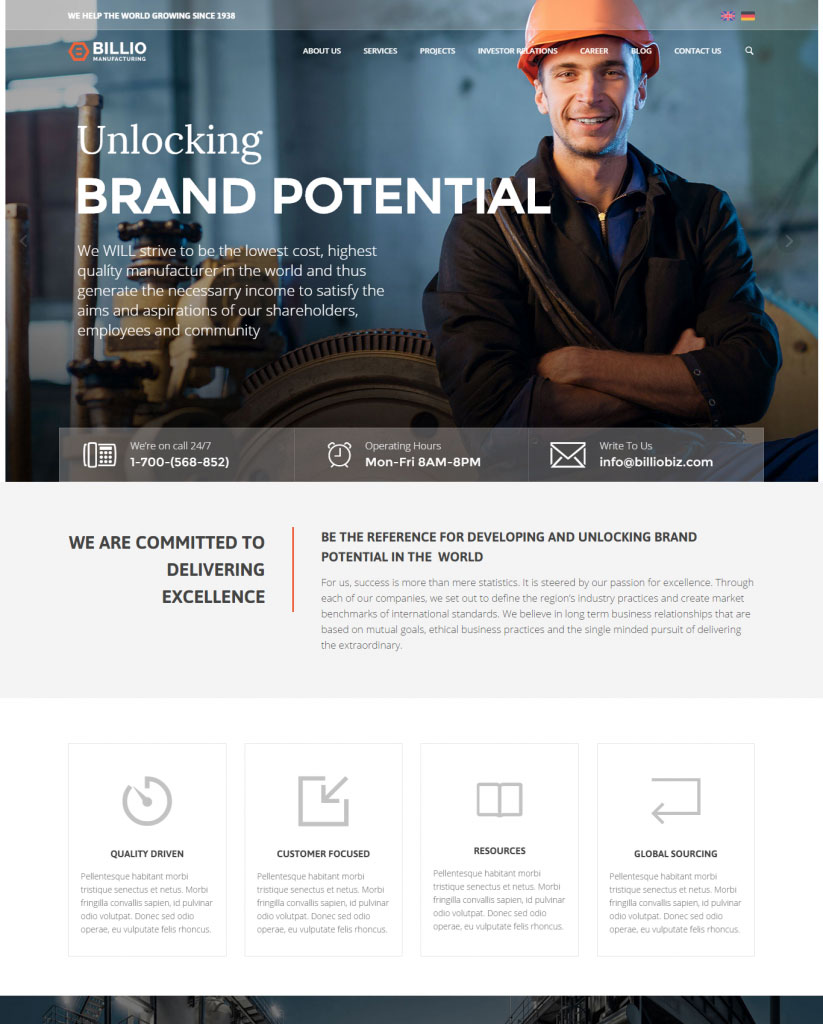 WE HELP THE WORLD GROWING SINCE 1938
BILLIO
MANUFACTURING
ABOUT US SERVICES PROJECTS INVESTOR RELATIONS CAREER BLOG CONTACT US
Unlocking
BRAND POTENTIAL
We WILL strive to be the lowest cost, highest
quality manufacturer in the world and thus
generate the necessarry income to satisfy the
aims and aspirations of our shareholders,
employees and community
We're on call 24/7
1-700-(568-852)
Operating Hours
Mon-Fri 8AM-8PM
Write To Us
info@billiobiz.com
WE ARE COMMITTED TO
DELIVERING
EXCELLENCE
BE THE REFERENCE FOR DEVELOPING AND UNLOCKING BRAND
POTENTIAL IN THE WORLD
For us, success is more than mere statistics. It is steered by our passion for excellence. Through
each of our companies, we set out to define the region's industry practices and create market
benchmarks of international standards. We believe in long term business relationships that are
based on mutual goals, ethical business practices and the single minded pursuit of delivering
the extraordinary.
QUALITY DRIVEN
Pellentesque habitant morbi
tristique senectus et netus. Morbi
fringilla convallis sapien, id pulvinar
odio volutpat. Donec sed odio
operae, eu vulputate felis rhoncus.
CUSTOMER FOCUSED
Pellentesque habitant morbi
tristique senectus et netus. Morbi
fringilla convallis sapien, id pulvinar
odio volutpat. Donec sed odio
operae, eu vulputate felis rhoncus.
RESOURCES
Pellentesque habitant morbi
tristique senectus et netus. Morbi
fringilla convallis sapien, id pulvinar
odio volutpat. Donec sed odio
operae, eu vulputate felis rhoncus.
GLOBAL SOURCING
Pellentesque habitant morbi
tristique senectus et netus. Morbi
fringilla convallis sapien, id pulvinar
odio volutpat. Donec sed odio
operae, eu vulputate felis rhoncus.